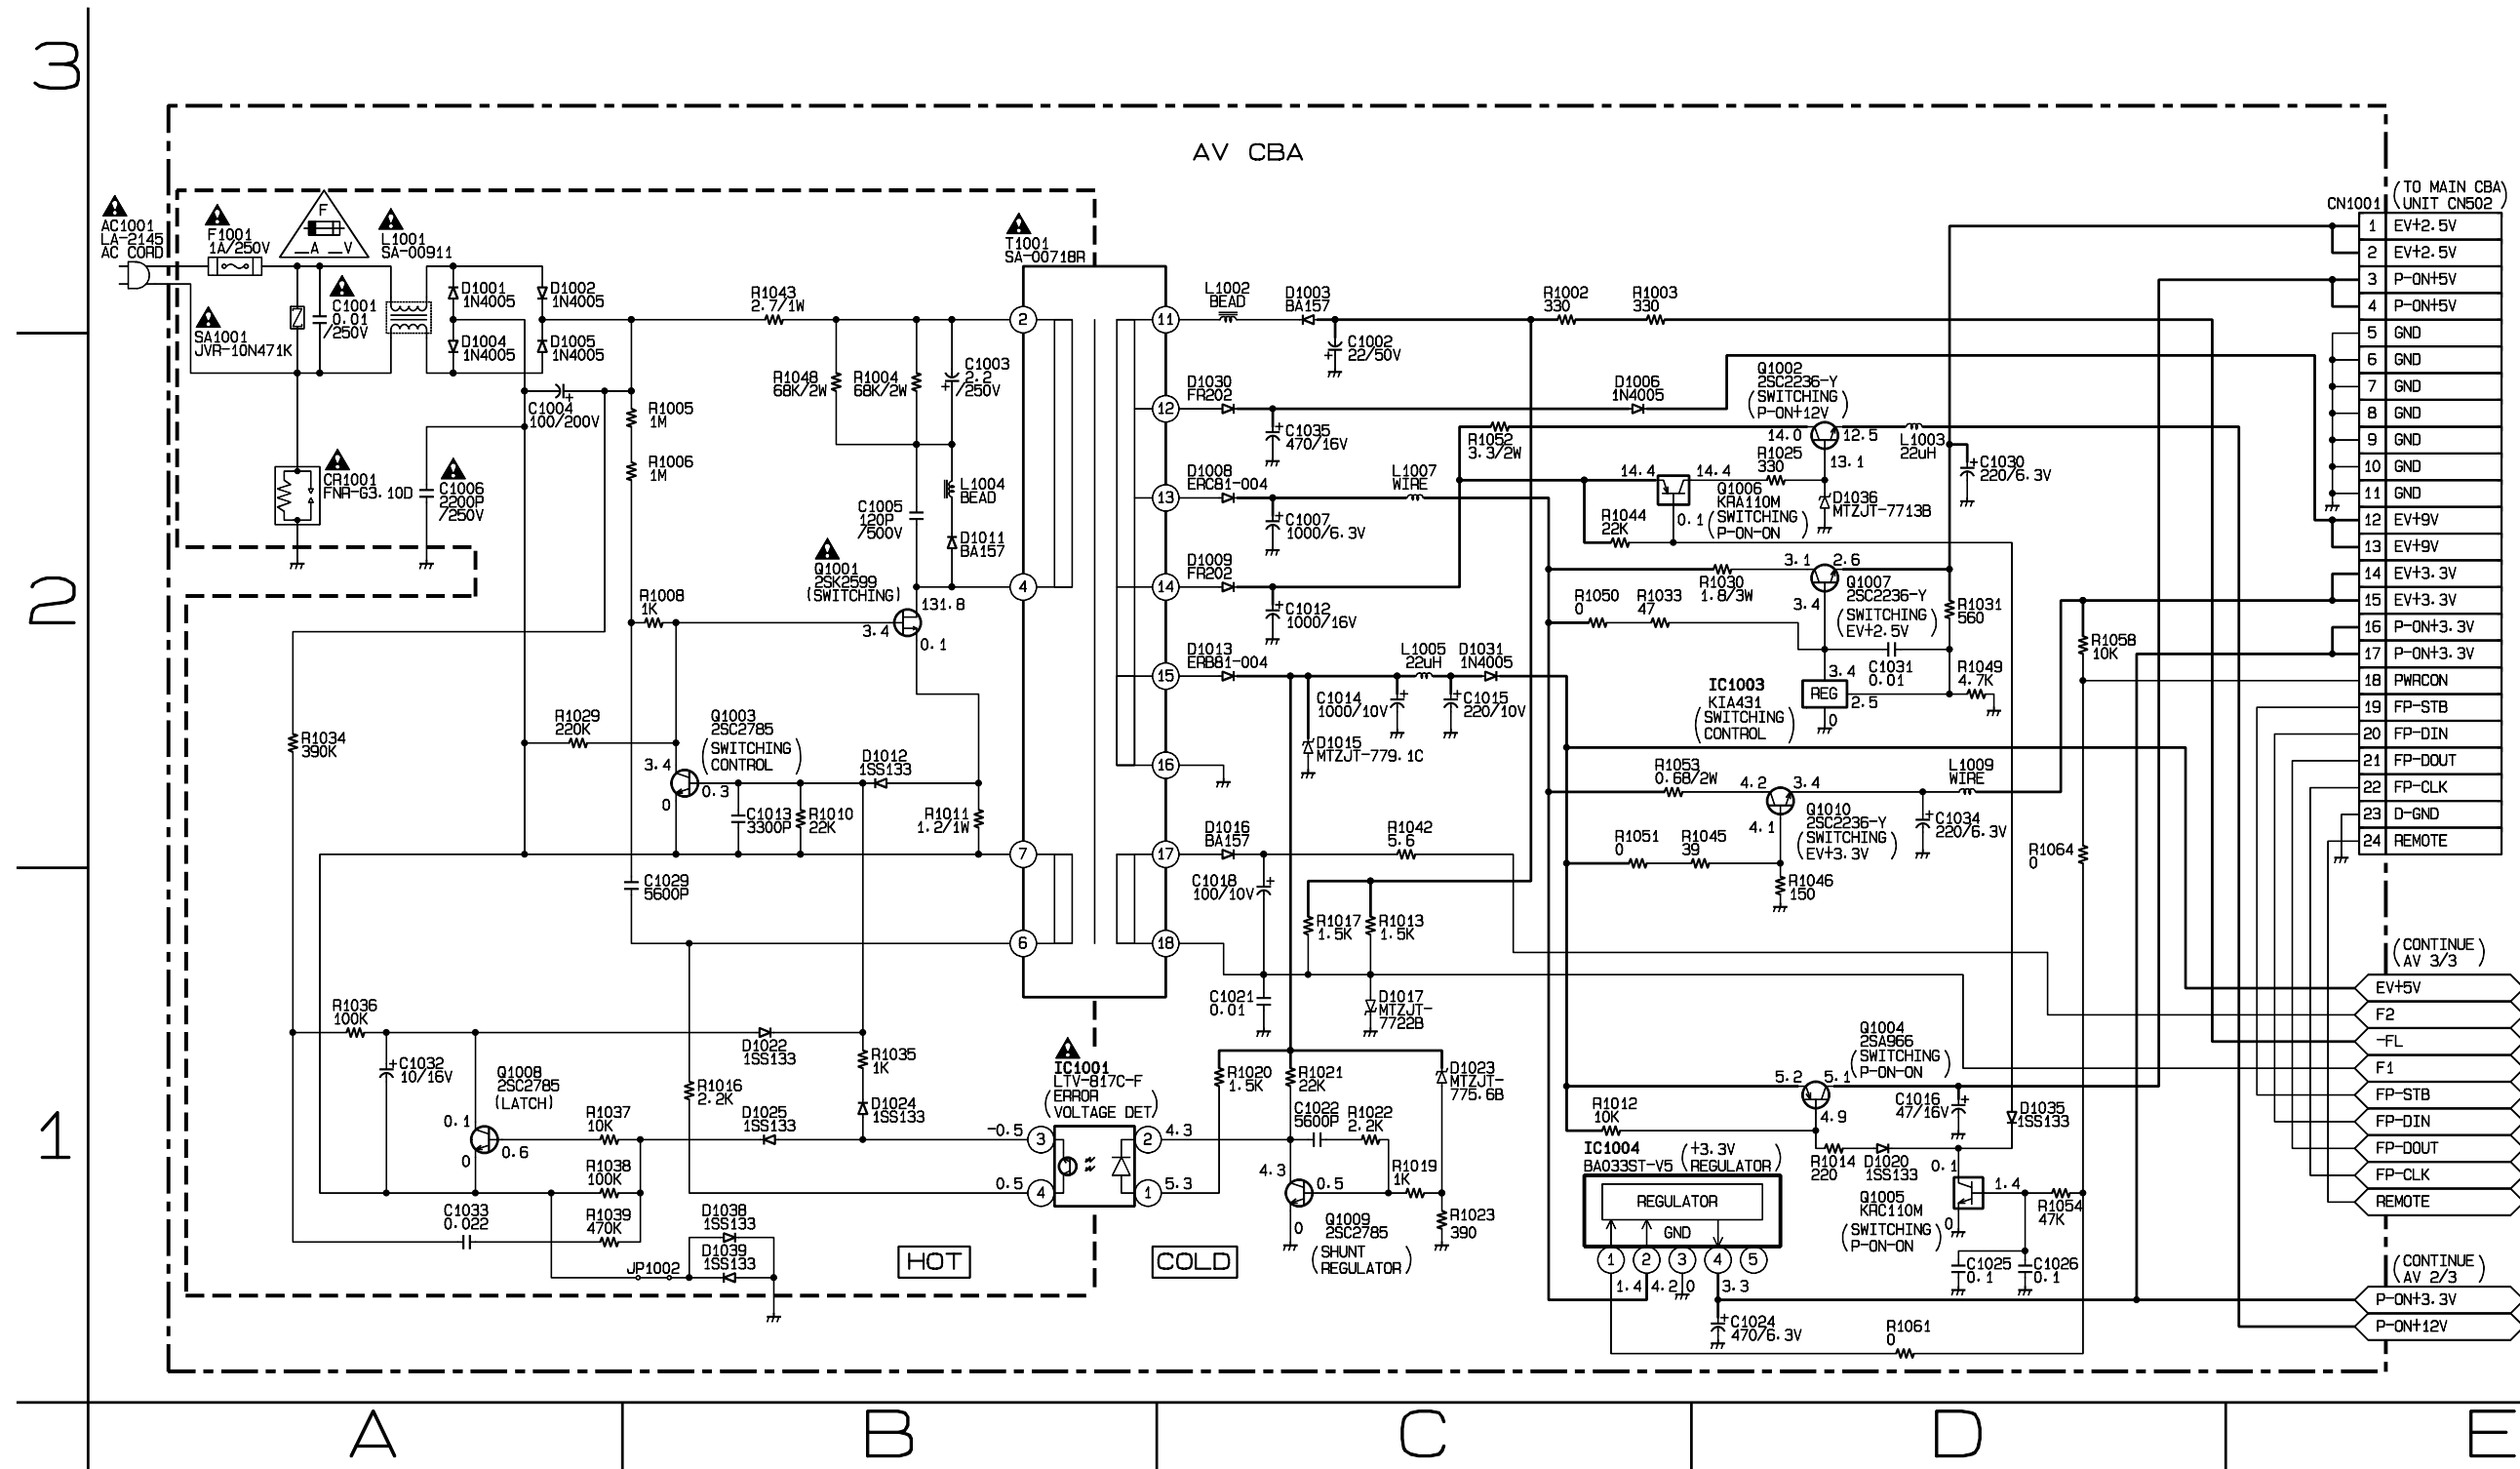 3
AV CBA
AC1001
LA-2145
AC CORD
F1001
1A/250V
F
__A __V
L1001
SA-00911
SA1001
JVR-10N471K
C1001
0.01
/250V
D1001
1N4005
D1002
1N4005
D1004
1N4005
D1005
1N4005
CR1001
FNR-G3.10D
C1006
2200P
/250V
C1004
100/200V
+
R1005
1M
R1006
1M
R1043
2.7/1W
R1048
68K/2W
R1004
68K/2W
C1003
2.2
/250V
+
C1005
120P
/500V
L1004
BEAD
D1011
BA157
Q1001
2SK2599
(SWITCHING)
131.8
3.4
0.1
R1008
1K
T1001
SA-00718R
2
4
7
6
11
12
13
14
15
16
17
18
2
R1034
390K
R1029
220K
Q1003
2SC2785
(SWITCHING
CONTROL)
3.4
0
0.3
D1012
1SS133
C1013
3300P
R1010
22K
R1011
1.2/1W
C1029
5600P
R1036
100K
C1032
10/16V
+
Q1008
2SC2785
(LATCH)
0.1
0
0.6
R1037
10K
R1038
100K
R1039
470K
C1033
0.022
D1022
1SS133
R1035
1K
D1024
1SS133
D1025
1SS133
R1016
2.2K
D1038
1SS133
D1039
1SS133
JP1002
HOT
COLD
IC1001
LTV-817C-F
(ERROR
VOLTAGE DET)
-0.5
3
2
4.3
0.5
4
1
5.3
1
L1002
BEAD
D1003
BA157
C1002
22/50V
+
R1002
330
R1003
330
D1030
FR202
C1035
470/16V
+
D1006
1N4005
D1008
ERC81-004
C1007
1000/6.3V
+
L1007
WIRE
D1009
FR202
C1012
1000/16V
+
D1013
ERB81-004
C1014
1000/10V
+
L1005
22uH
D1031
1N4005
C1015
220/10V
+
D1015
MTZJT-779.1C
D1016
BA157
R1042
5.6
C1018
100/10V
+
R1017
1.5K
R1013
1.5K
C1021
0.01
D1017
MTZJT-
7722B
R1020
1.5K
R1021
22K
C1022
5600P
R1022
2.2K
D1023
MTZJT-
775.6B
R1019
1K
R1023
390
4.3
0.5
0
Q1009
2SC2785
(SHUNT
REGULATOR)
R1052
3.3/2W
Q1002
2SC2236-Y
(SWITCHING
P-ON+12V)
14.0
12.5
13.1
L1003
22uH
C1030
220/6.3V
+
R1025
330
14.4
14.4
0.1
Q1006
KRA110M
(SWITCHING
P-ON-ON)
D1036
MTZJT-7713B
R1044
22K
R1030
1.8/3W
3.1
2.6
3.4
Q1007
2SC2236-Y
(SWITCHING
EV+2.5V)
R1050
0
R1033
47
C1031
0.01
R1031
560
R1049
4.7K
3.4
REG
2.5
0
IC1003
KIA431
(SWITCHING
CONTROL)
R1053
0.68/2W
4.2
3.4
4.1
Q1010
2SC2236-Y
(SWITCHING
EV+3.3V)
L1009
WIRE
C1034
220/6.3V
+
R1051
0
R1045
39
R1046
150
R1058
10K
R1064
0
Q1004
2SA966
(SWITCHING
P-ON-ON)
5.2
5.1
4.9
C1016
47/16V
+
D1035
1SS133
R1012
10K
R1014
220
D1020
1SS133
0.1
1.4
0
Q1005
KRC110M
(SWITCHING
P-ON-ON)
R1054
47K
C1025
0.1
C1026
0.1
IC1004
BA033ST-V5 (+3.3V
REGULATOR)
REGULATOR
GND
1
2
3
4
5
1.4
4.2
0
3.3
C1024
470/6.3V
+
R1061
0
CN1001
(TO MAIN CBA
UNIT CN502)
1 EV+2.5V
2 EV+2.5V
3 P-ON+5V
4 P-ON+5V
5 GND
6 GND
7 GND
8 GND
9 GND
10 GND
11 GND
12 EV+9V
13 EV+9V
14 EV+3.3V
15 EV+3.3V
16 P-ON+3.3V
17 P-ON+3.3V
18 PWRCON
19 FP-STB
20 FP-DIN
21 FP-DOUT
22 FP-CLK
23 D-GND
24 REMOTE
(CONTINUE
AV 3/3)
EV+5V
F2
-FL
F1
FP-STB
FP-DIN
FP-DOUT
FP-CLK
REMOTE
(CONTINUE
AV 2/3)
P-ON+3.3V
P-ON+12V
A
B
C
D
E